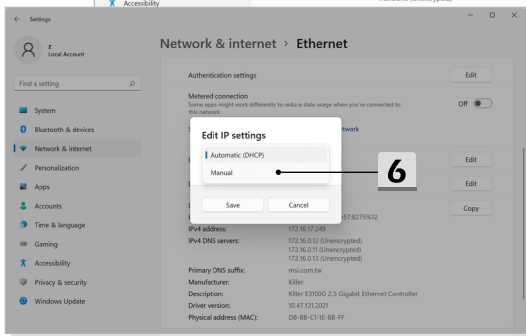 Accessibility
Settings
z
Local Account
Find a setting
System
Bluetooth & devices
Network & internet
Personalization
Apps
Accounts
Time & language
Gaming
Accessibility
Privacy & security
Windows Update
Network & internet > Ethernet
Authentication settings
Edit
Metered connection
Some apps might work differently to reduce data usage when you're connected to
this network
Off
Edit IP settings
Automatic (DHCP)
Manual
Save
Cancel
6
Edit
Edit
Copy
IPv4 address: 172.16.17.249
IPv4 DNS servers: 172.16.0.12 (Unencrypted)
172.16.0.11 (Unencrypted)
172.16.0.13 (Unencrypted)
Primary DNS suffix: msi.com.tw
Manufacturer: Killer
Description: Killer E3100G 2.5 Gigabit Ethernet Controller
Driver version: 10.47.121.2021
Physical address (MAC): D8-BB-C1-1E-8B-FF